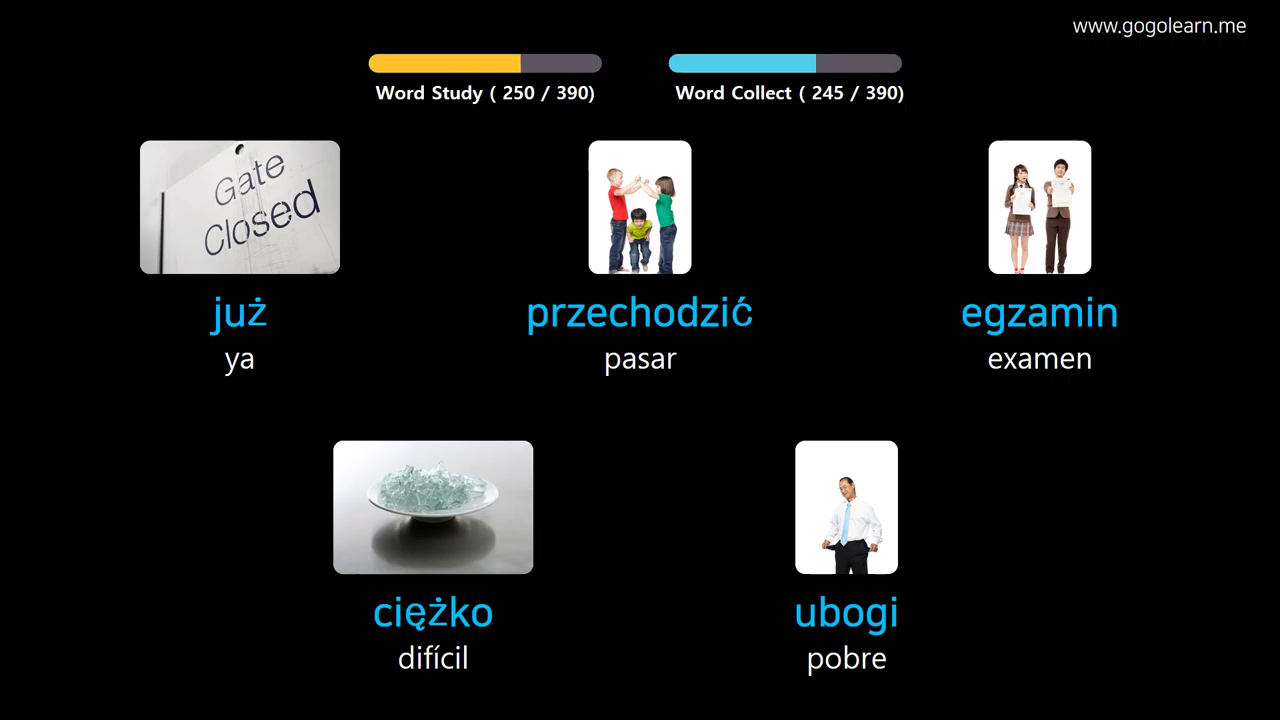 www.gogolearn.me
Word Study ( 250 / 390)
Word Collect ( 245 / 390)
Gate
Closed
już
ya
przechodzić
pasar
egzamin
examen
ciężko
difícil
ubogi
pobre